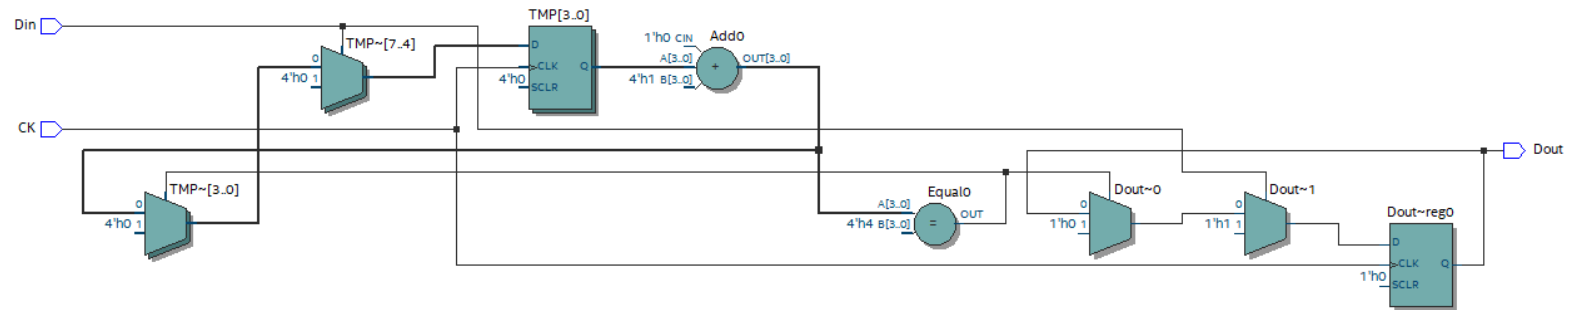 Din
TMP~[7..4]
0
4'h0 1
TMP[3..0]
D
CLK
4'h0
SCLR
Q
1'h0 CIN
A[3..0]
4'h1 B[3..0]
Add0
+
OUT[3..0]
CK
TMP~[3..0]
0
4'h0 1
Equal0
A[3..0]
4'h4 B[3..0]
=
OUT
Dout~0
0
1'h0 1
Dout~1
0
1'h1 1
Dout~reg0
D
CLK
1'h0
SCLR
Q
Dout